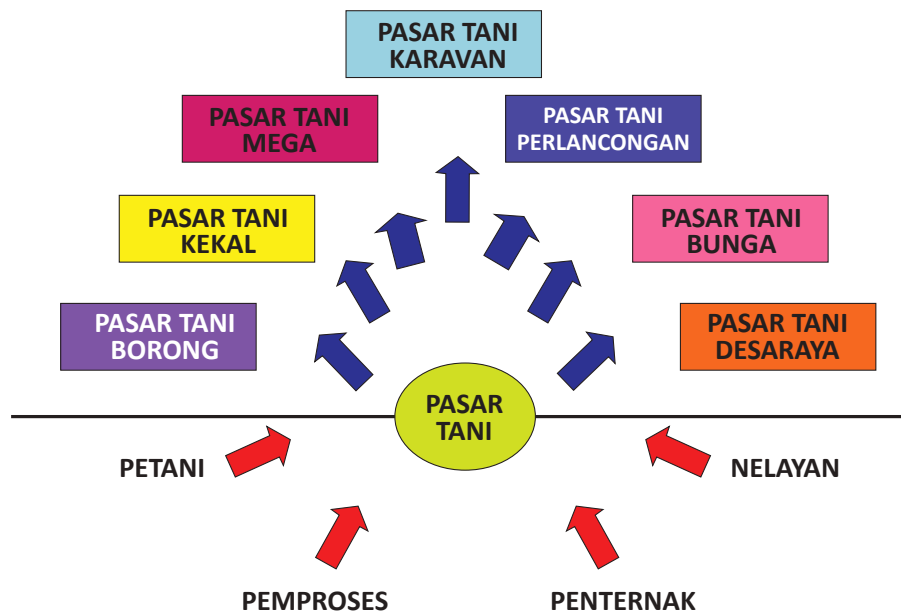 PASAR TANI
KARAVAN
PASAR TANI
MEGA
PASAR TANI
PERLANCONGAN
PASAR TANI
KEKAL
PASAR TANI
BUNGA
PASAR TANI
BORONG
PASAR TANI
DESARAYA
PASAR
TANI
PETANI
NELAYAN
PEMPROSES
PENTERNAK